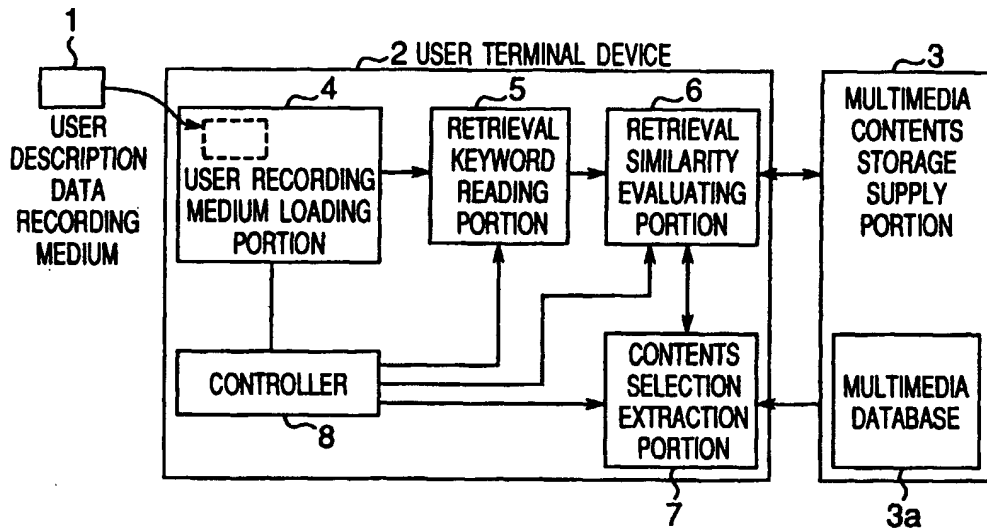 1
USER
DESCRIPTION
DATA
RECORDING
MEDIUM
2 USER TERMINAL DEVICE
4
USER RECORDING
MEDIUM LOADING
PORTION
5
RETRIEVAL
KEYWORD
READING
PORTION
6
RETRIEVAL
SIMILARITY
EVALUATING
PORTION
3
MULTIMEDIA
CONTENTS
STORAGE
SUPPLY
PORTION
CONTROLLER
8
CONTENTS
SELECTION
EXTRACTION
PORTION
7
MULTIMEDIA
DATABASE
3a